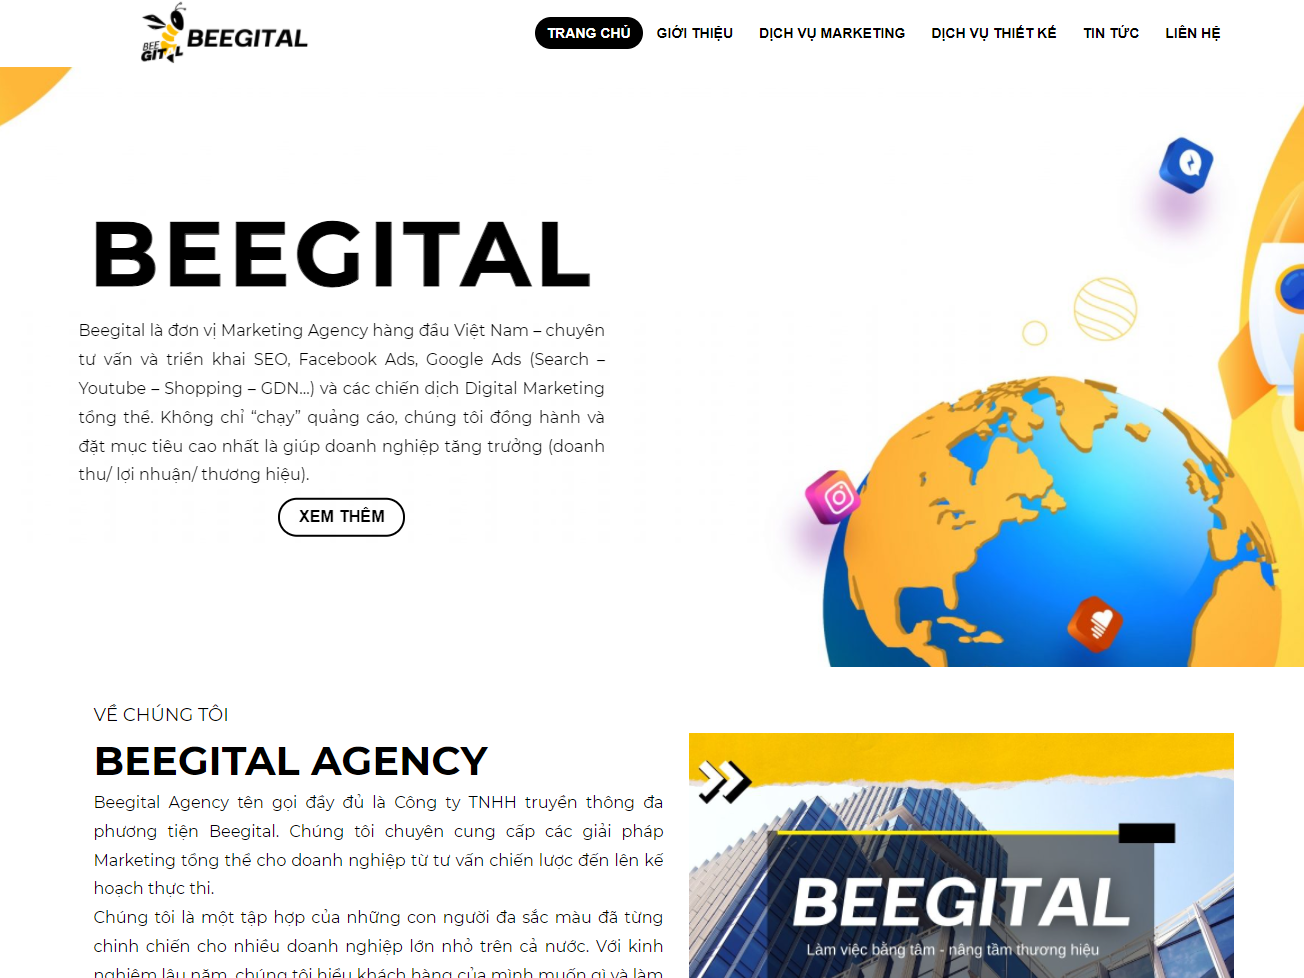 BEE
GITAL
BEEGITAL
TRANG CHỦ
GIỚI THIỆU
DỊCH VỤ MARKETING
DỊCH VỤ THIẾT KẾ
TIN TỨC
LIÊN HỆ
BEEGITAL
Beegital là đơn vị Marketing Agency hàng đầu Việt Nam – chuyên
tư vấn và triển khai SEO, Facebook Ads, Google Ads (Search –
Youtube – Shopping – GDN…) và các chiến dịch Digital Marketing
tổng thể. Không chỉ “chạy” quảng cáo, chúng tôi đồng hành và
đặt mục tiêu cao nhất là giúp doanh nghiệp tăng trưởng (doanh
thu/ lợi nhuận/ thương hiệu).
XEM THÊM
VỀ CHÚNG TÔI
BEEGITAL AGENCY
Beegital Agency tên gọi đầy đủ là Công ty TNHH truyền thông đa
phương tiện Beegital. Chúng tôi chuyên cung cấp các giải pháp
Marketing tổng thể cho doanh nghiệp từ tư vấn chiến lược đến lên kế
hoạch thực thi.
Chúng tôi là một tập hợp của những con người đa sắc màu đã từng
chinh chiến cho nhiều doanh nghiệp lớn nhỏ trên cả nước. Với kinh
nghiệm lâu năm, chúng tôi hiểu khách hàng của mình muốn gì và làm
BEEGITAL
Làm việc bằng tâm - nâng tầm thương hiệu